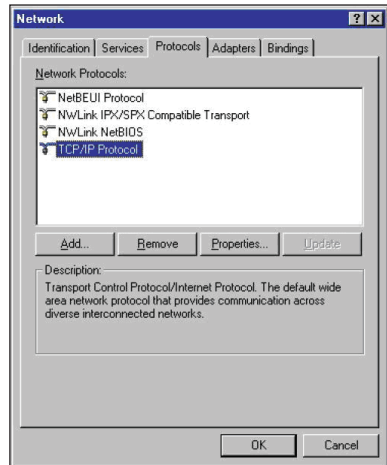 Network
Identification Services Protocols Adapters Bindings
Network Protocols:
NetBEUI Protocol
NWLink IPX/SPX Compatible Transport
NWLink NetBIOS
TCP/IP Protocol
Add... Remove Properties... Update
Description:
Transport Control Protocol/Internet Protocol. The default wide
area network protocol that provides communication across
diverse interconnected networks.
OK Cancel